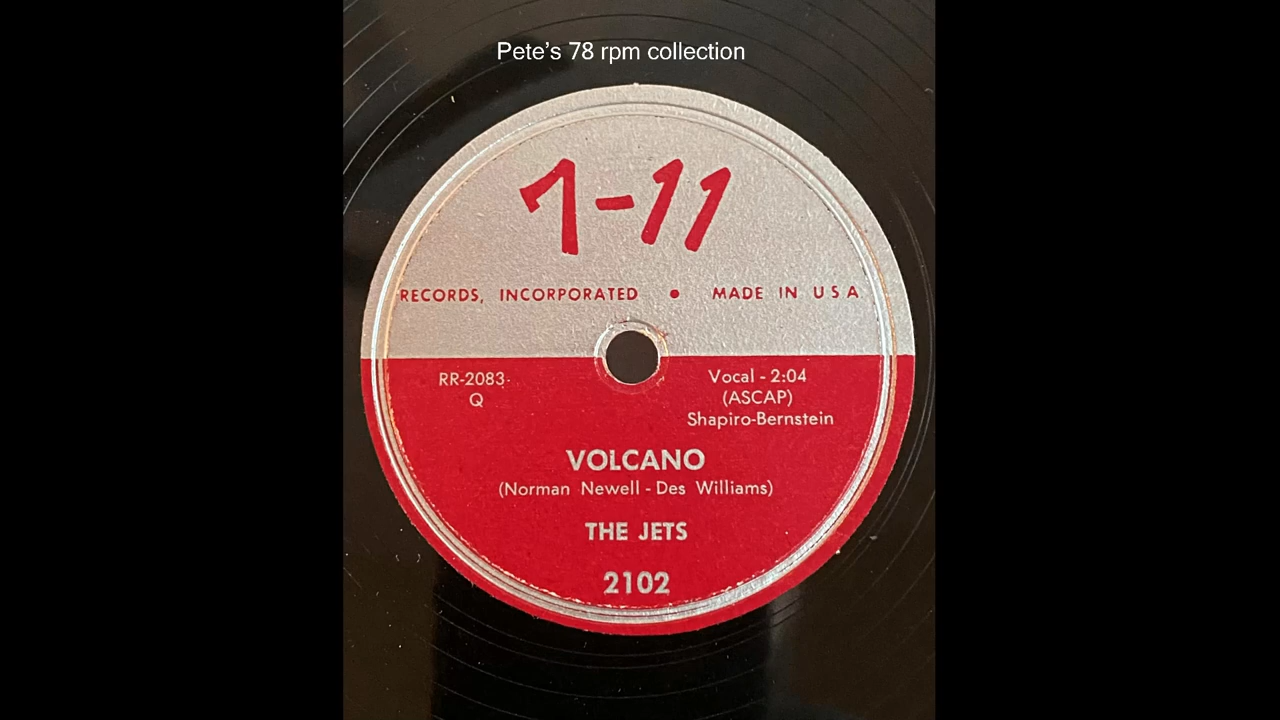 Pete’s 78 rpm collection
7-11
RECORDS, INCORPORATED • MADE IN U S A
RR-2083-
Q
Vocal - 2:04
(ASCAP)
Shapiro-Bernstein
VOLCANO
(Norman Newell - Des Williams)
THE JETS
2102